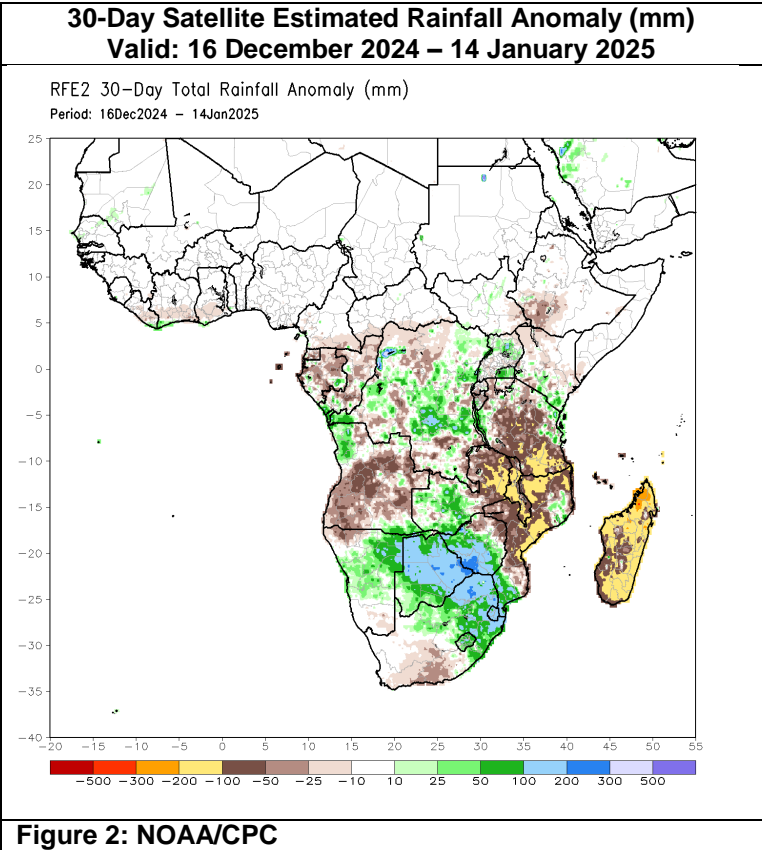 30-Day Satellite Estimated Rainfall Anomaly (mm)
Valid: 16 December 2024 – 14 January 2025
RFE2 30-Day Total Rainfall Anomaly (mm)
Period: 16Dec2024 – 14Jan2025
25
20
15
10
5
0
−5
−10
−15
−20
−25
−30
−35
−40
−20 −15 −10 −5 0 5 10 15 20 25 30 35 40 45 50 55
−500 −300 −200 −100 −50 −25 −10 10 25 50 100 200 300 500
Figure 2: NOAA/CPC